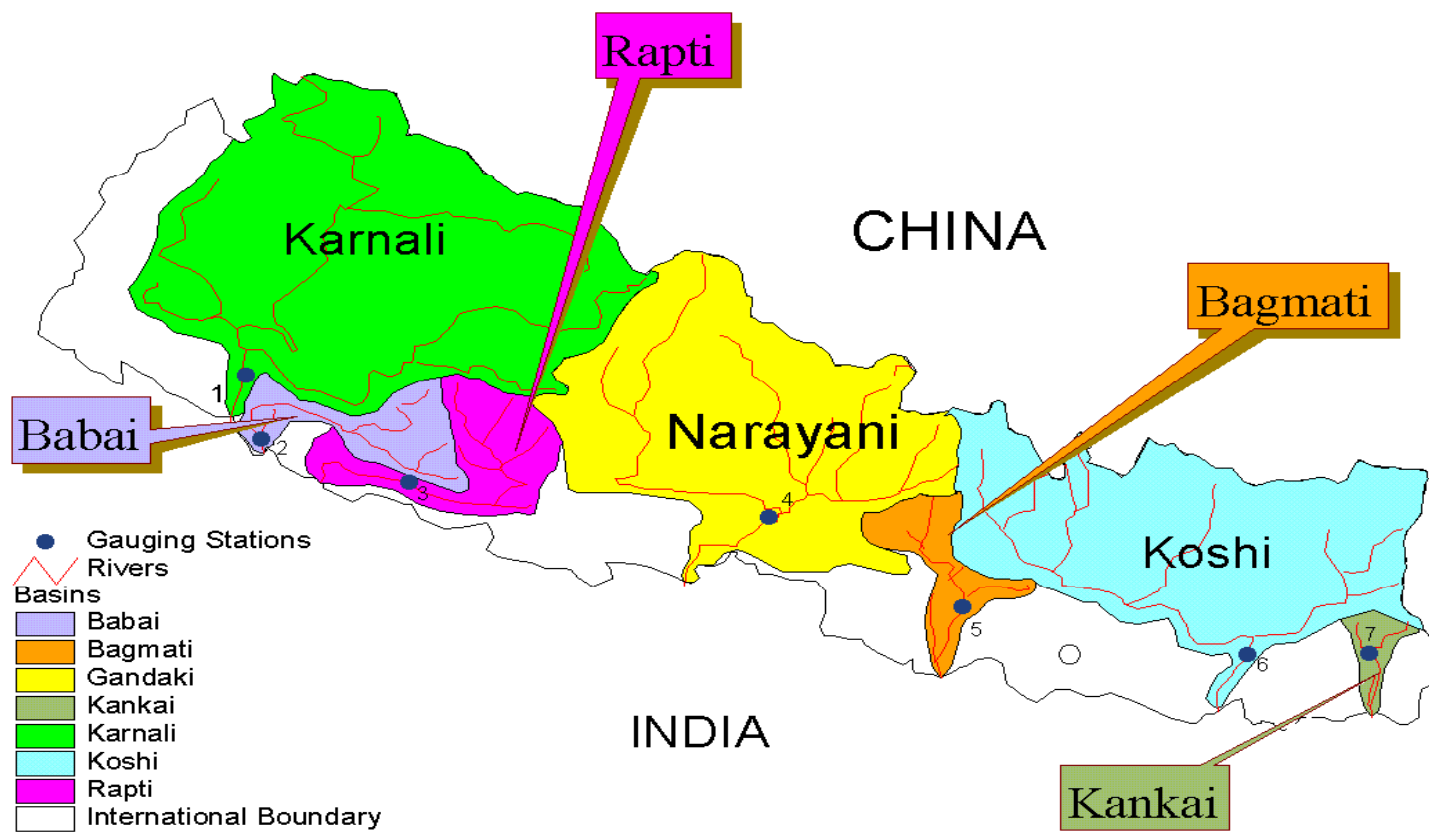 Rapti
CHINA
Karnali
Bagmati
1
Babai
2
3
Narayani
4
Koshi
5
6
7
INDIA
Kankai
Gauging Stations
Rivers
Basins
Babai
Bagmati
Gandaki
Kankai
Karnali
Koshi
Rapti
International Boundary